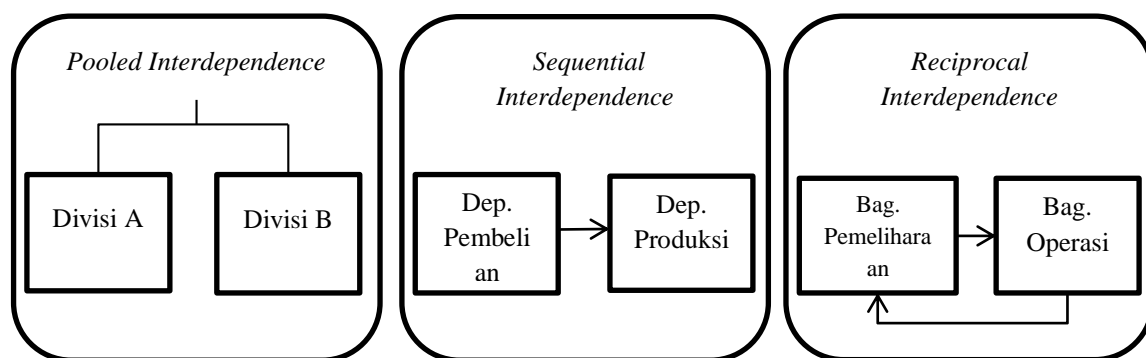 Pooled Interdependence
Divisi A
Divisi B
Sequential
Interdependence
Dep.
Pembeli
an
Dep.
Produksi
Reciprocal
Interdependence
Bag.
Pemelihara
an
Bag.
Operasi